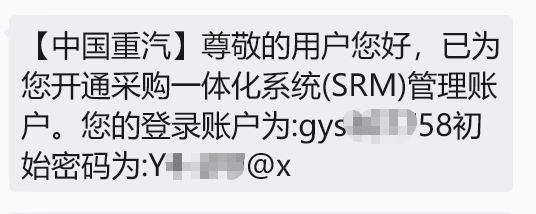 【中国重汽】尊敬的用户您好，已为
您开通采购一体化系统(SRM)管理账
户。您的登录账户为:gys 58初
始密码为:Y @x